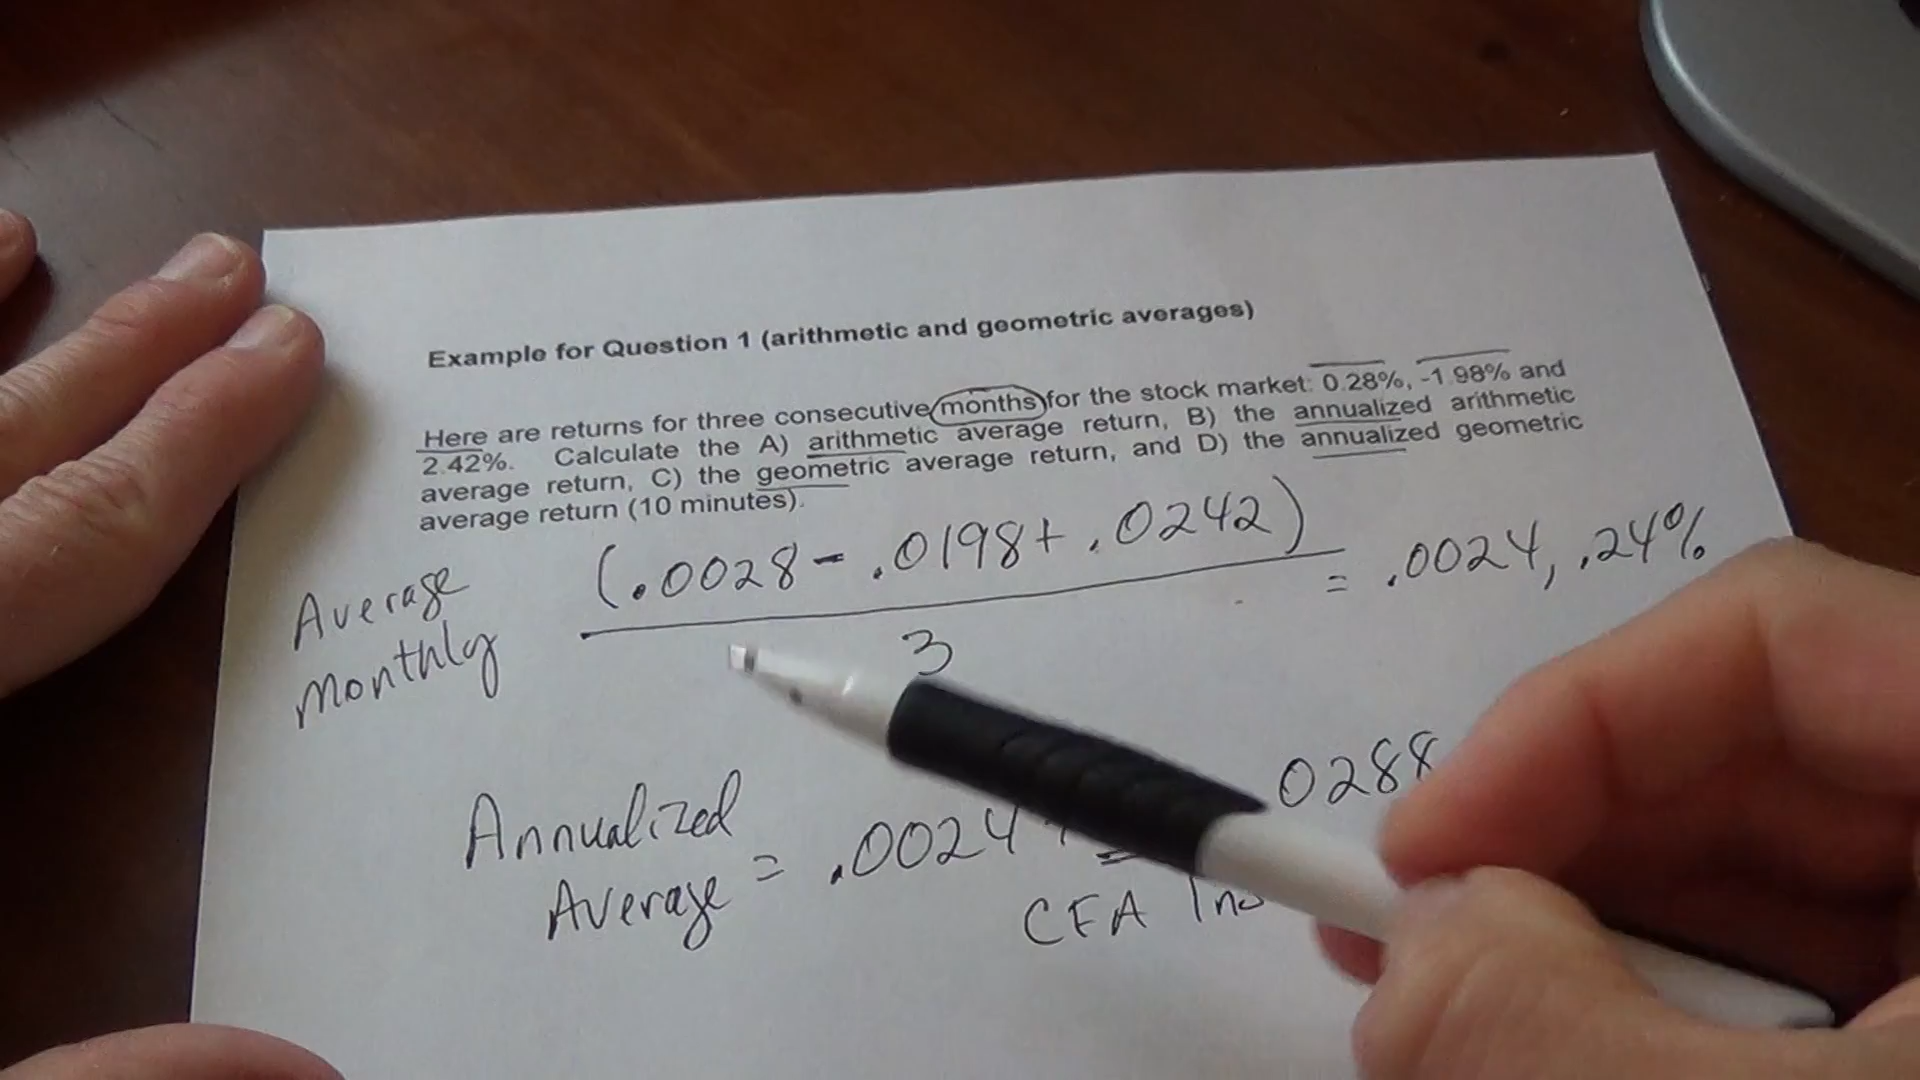 Example for Question 1 (arithmetic and geometric averages)
Here are returns for three consecutive months for the stock market: 0.28%, -1.98% and
2.42%. Calculate the A) arithmetic average return, B) the annualized arithmetic
average return, C) the geometric average return, and D) the annualized geometric
average return (10 minutes).
Average
monthly
(.0028 - .0198 + .0242)
3
= .0024, .24%
Annualized
Average = .0024
0288
CFA